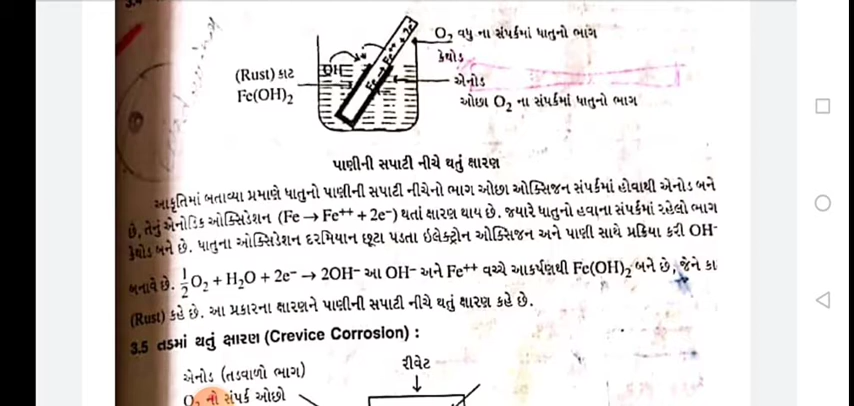 O₂ વધુ ના સંપર્કમાં ધાતુનો ભાગ
કેથોડ
OH⁻
Fe → Fe⁺⁺ + 2e⁻
(Rust) કાટ
Fe(OH)₂
એનોડ
ઓછા O₂ ના સંપર્કમાં ધાતુનો ભાગ
પાણીની સપાટી નીચે થતું ક્ષારણ
આકૃતિમાં બતાવ્યા પ્રમાણે ધાતુનો પાણીની સપાટી નીચેનો ભાગ ઓછા ઓક્સિજન સંપર્કમાં હોવાથી એનોડ બને
છે, તેનું એનોડિક ઓક્સિડેશન (Fe → Fe⁺⁺ + 2e⁻) થતાં ક્ષારણ થાય છે. જ્યારે ધાતુનો હવાના સંપર્કમાં રહેલો ભાગ
કેથોડ બને છે. ધાતુના ઓક્સિડેશન દરમિયાન છૂટા પડતા ઇલેક્ટ્રોન ઓક્સિજન અને પાણી સાથે પ્રક્રિયા કરી OH⁻
બનાવે છે. ½O₂ + H₂O + 2e⁻ → 2OH⁻ આ OH⁻ અને Fe⁺⁺ વચ્ચે આકર્ષણથી Fe(OH)₂ બને છે, જેને કા
(Rust) કહે છે. આ પ્રકારના ક્ષારણને પાણીની સપાટી નીચે થતું ક્ષારણ કહે છે.
3.5 તડમાં થતું ક્ષારણ (Crevice Corrosion) :
એનોડ (તડવાળો ભાગ)
O₂ નો સંપર્ક ઓછો
રીવેટ